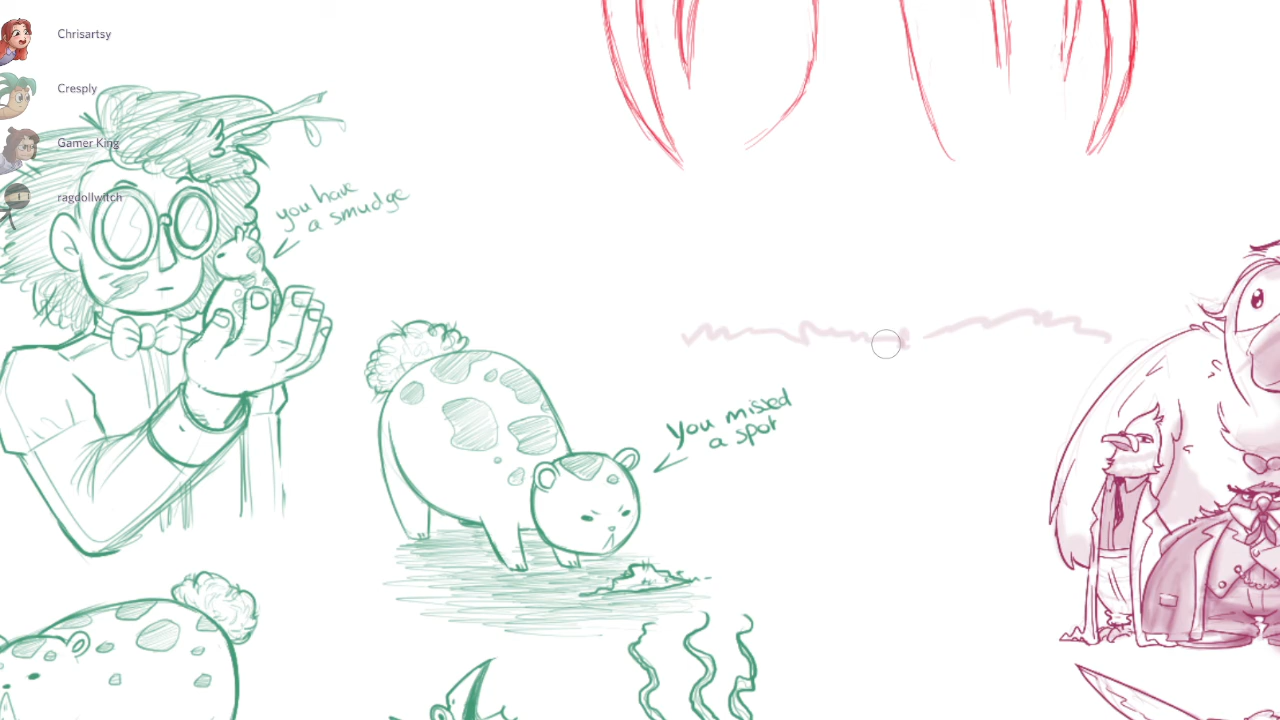 Chrisartsy
Cresply
Gamer King
ragdollwitch
you have
a smudge
You missed
a spot